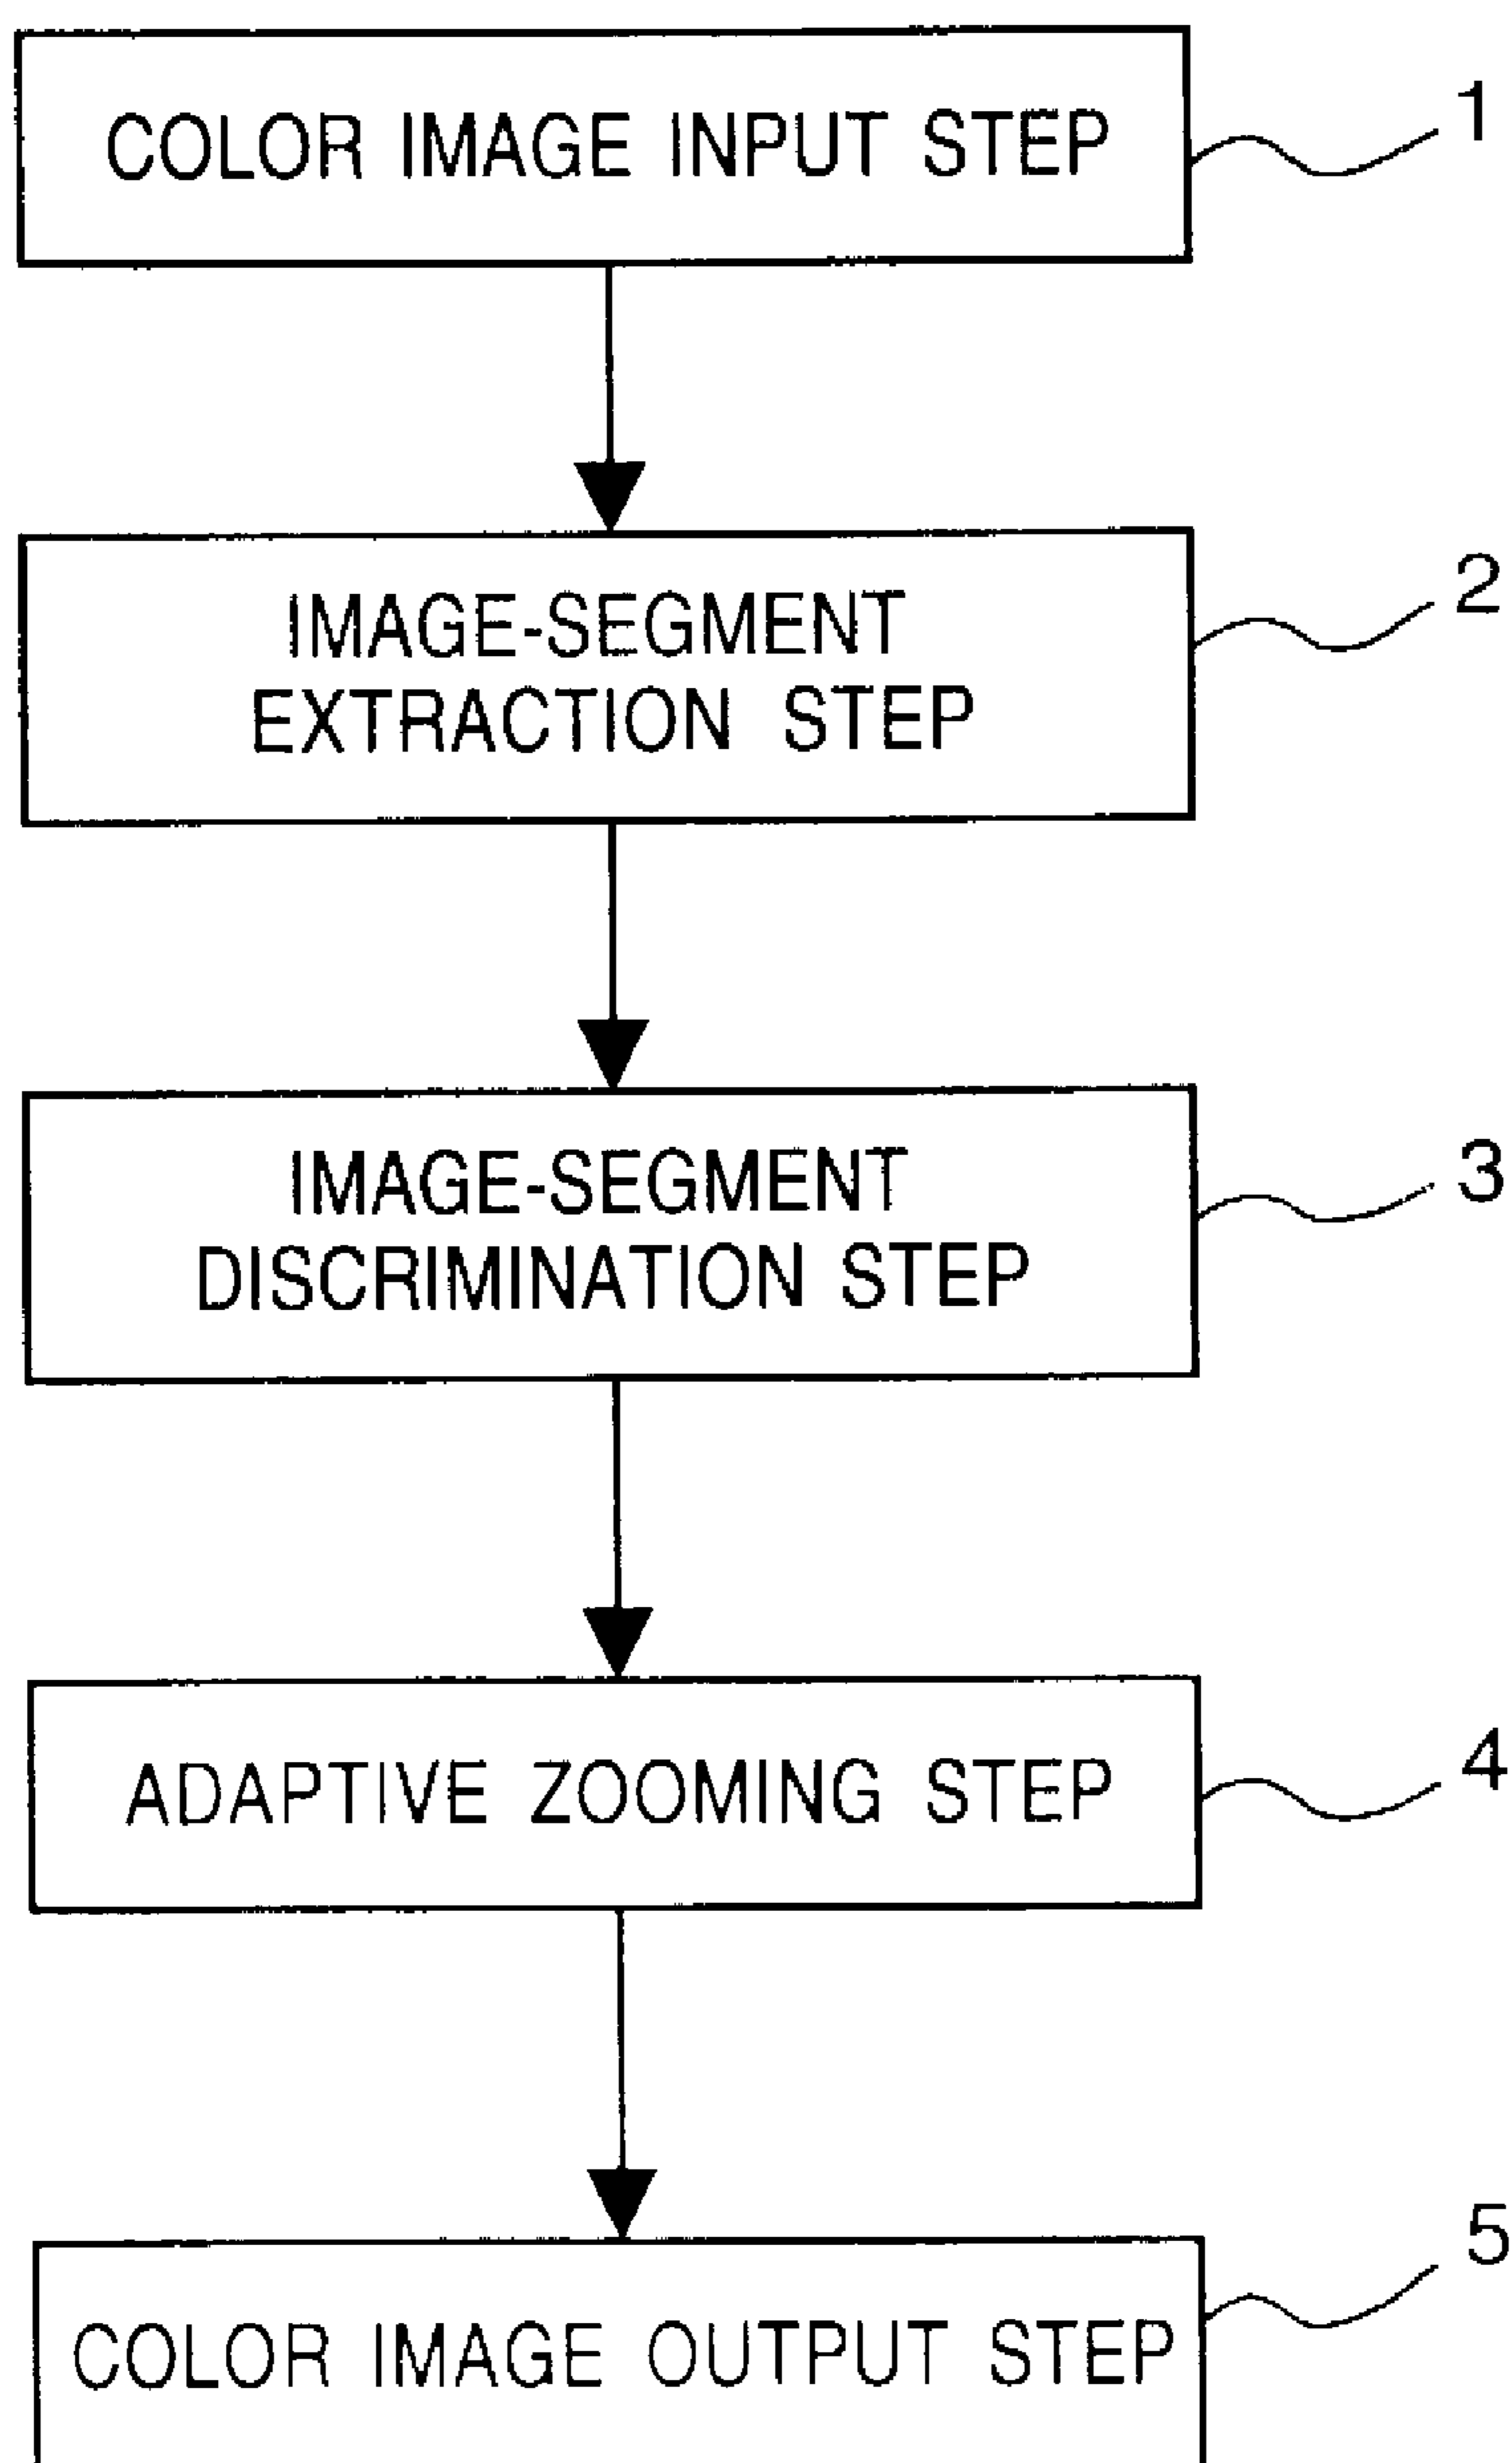 COLOR IMAGE INPUT STEP
1
IMAGE-SEGMENT
EXTRACTION STEP
2
IMAGE-SEGMENT
DISCRIMINATION STEP
3
ADAPTIVE ZOOMING STEP
4
COLOR IMAGE OUTPUT STEP
5